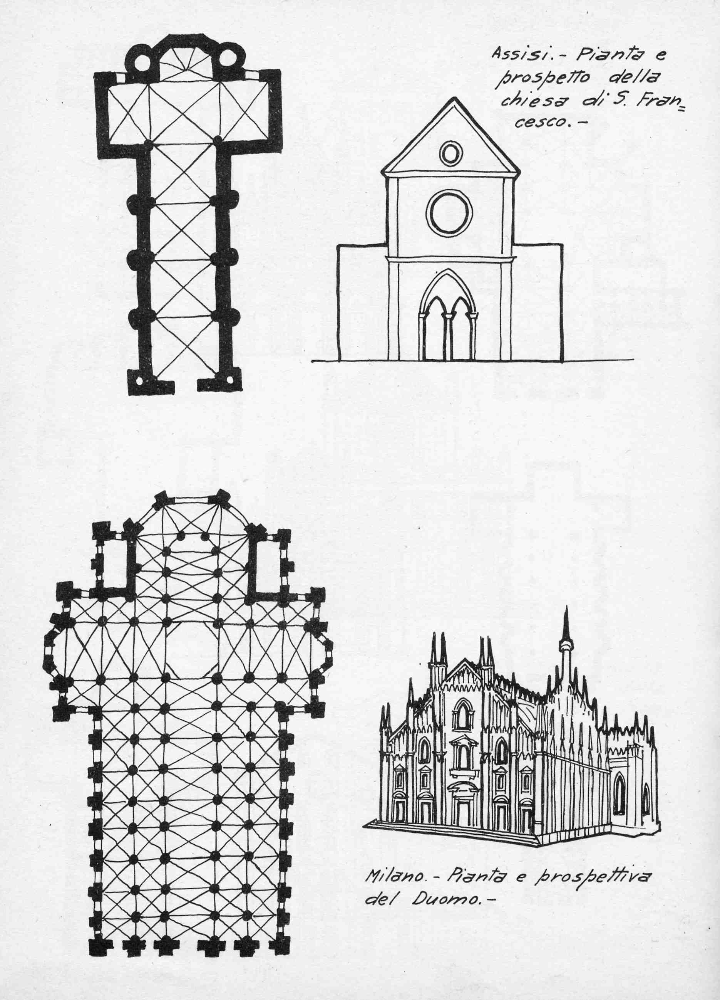 Assisi.- Pianta e
prospetto della
chiesa di S. Fran=
cesco.-
Milano.- Pianta e prospettiva
del Duomo.-